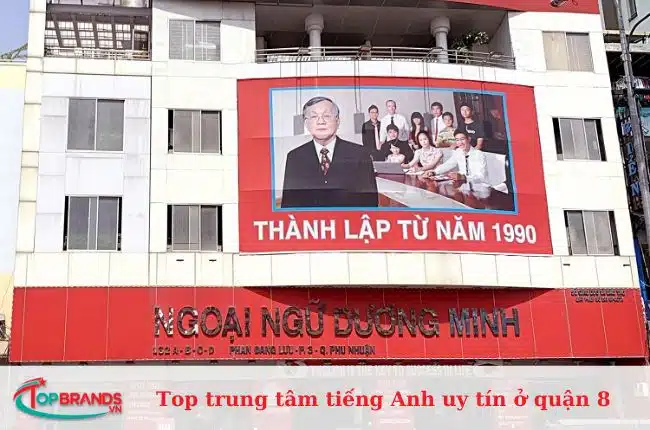 THÀNH LẬP TỪ NĂM 1990
NGOẠI NGỮ DƯƠNG MINH
PHAN ĐĂNG LƯU - P. 3 - Q. PHÚ NHUẬN
TOPBRANDS.VN
Top trung tâm tiếng Anh uy tín ở quận 8